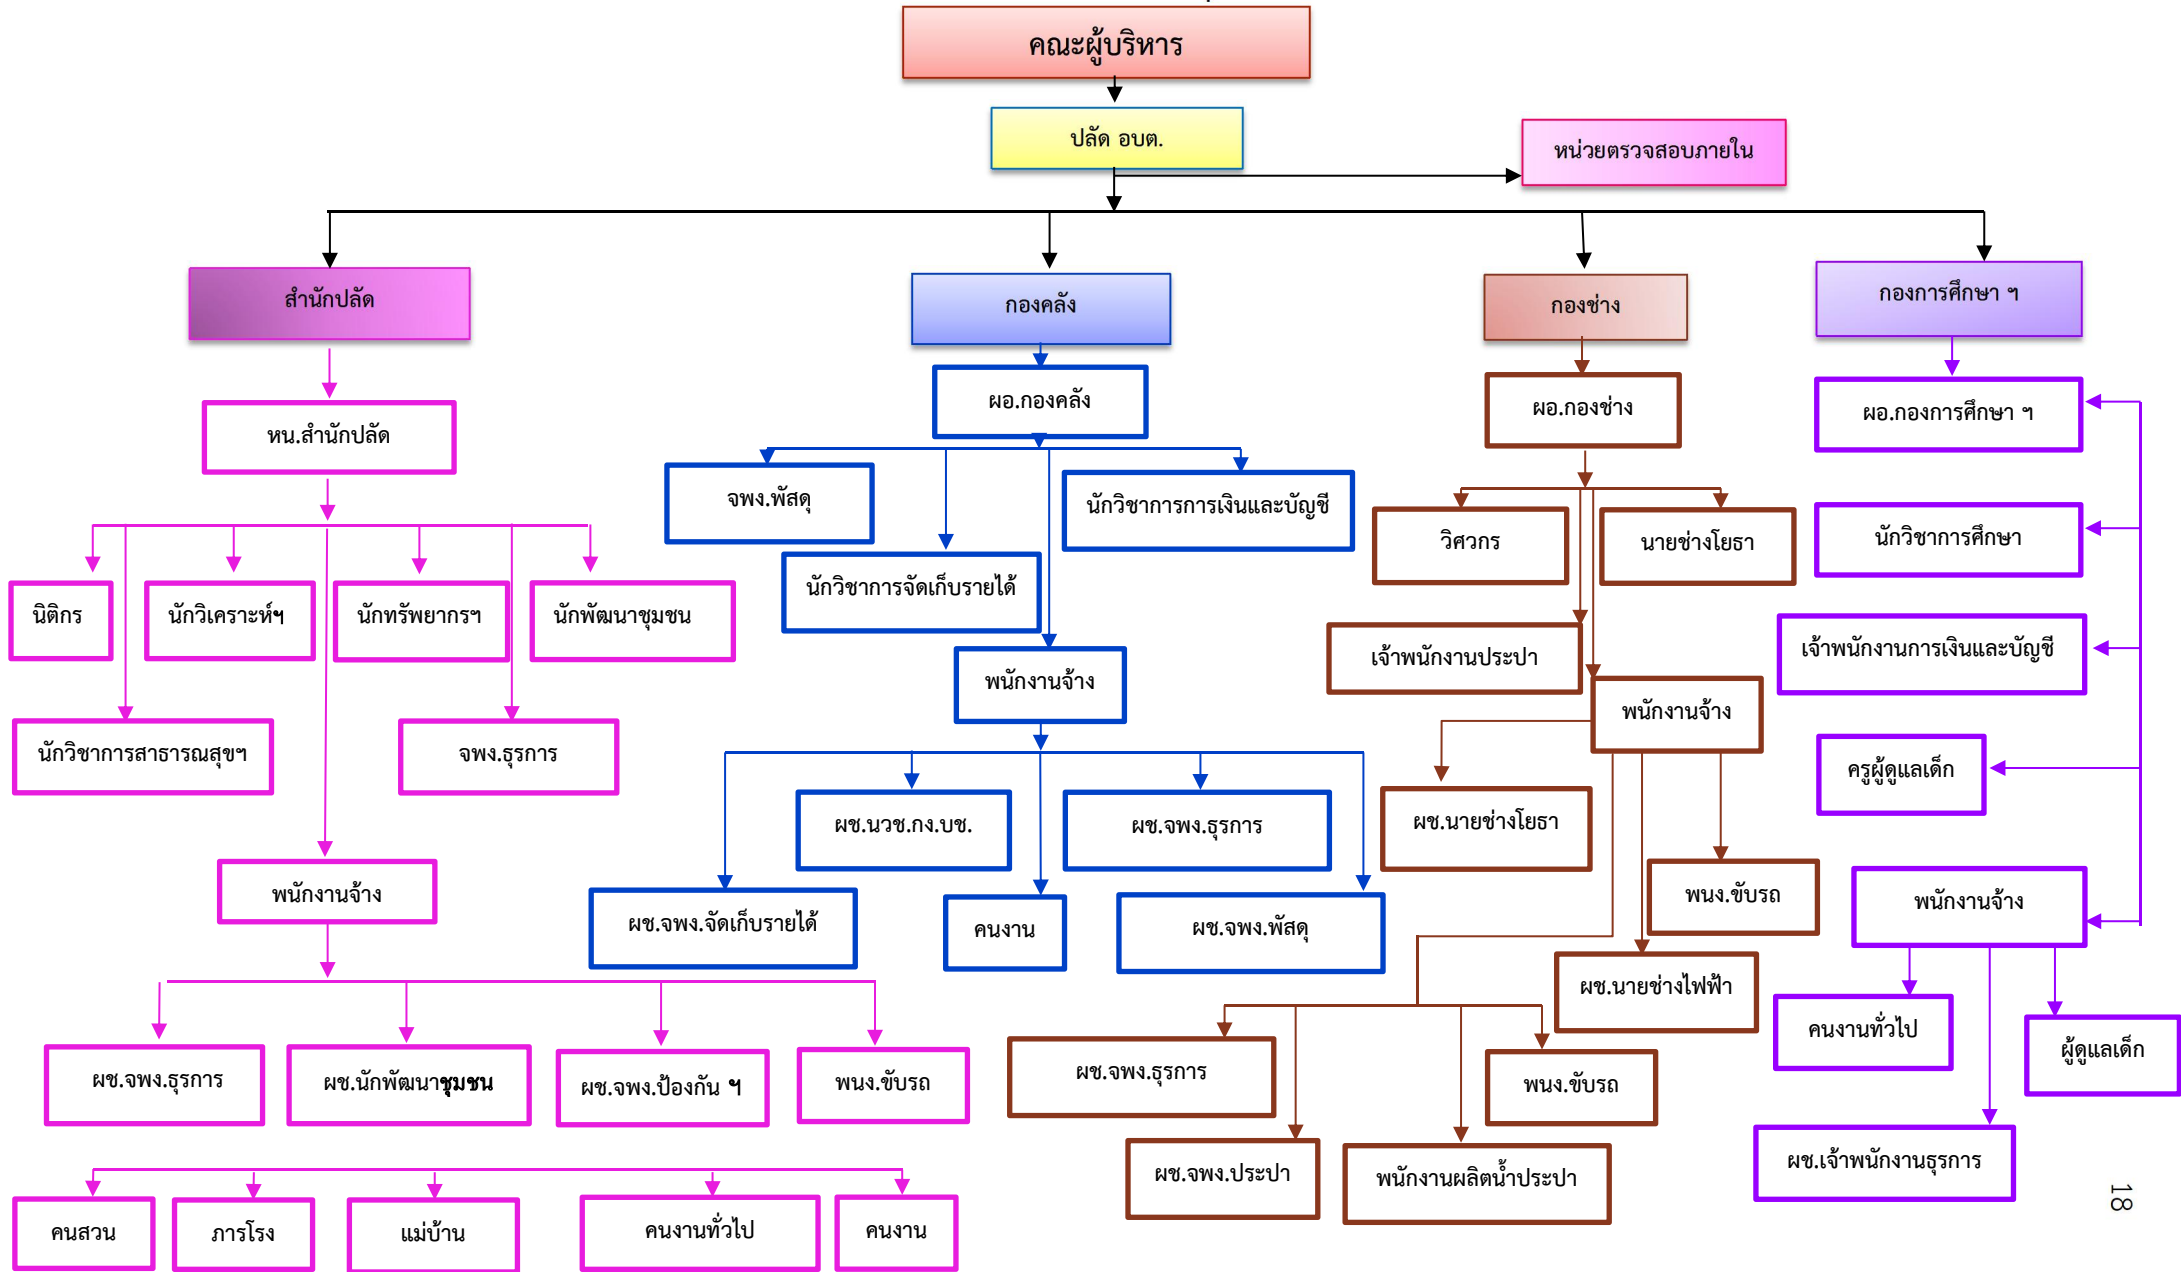 คณะผู้บริหาร
ปลัด อบต.
หน่วยตรวจสอบภายใน
สำนักปลัด
กองคลัง
กองช่าง
กองการศึกษา ฯ
หน.สำนักปลัด
ผอ.กองคลัง
ผอ.กองช่าง
ผอ.กองการศึกษา ฯ
จพง.พัสดุ
นักวิชาการการเงินและบัญชี
วิศวกร
นายช่างโยธา
นักวิชาการศึกษา
นิติกร
นักวิเคราะห์ฯ
นักทรัพยากรฯ
นักพัฒนาชุมชน
นักวิชาการจัดเก็บรายได้
เจ้าพนักงานประปา
เจ้าพนักงานการเงินและบัญชี
พนักงานจ้าง
พนักงานจ้าง
นักวิชาการสาธารณสุขฯ
จพง.ธุรการ
ครูผู้ดูแลเด็ก
ผช.นวช.กง.บช.
ผช.จพง.ธุรการ
ผช.นายช่างโยธา
พนักงานจ้าง
พนง.ขับรถ
พนักงานจ้าง
ผช.จพง.จัดเก็บรายได้
คนงาน
ผช.จพง.พัสดุ
ผช.นายช่างไฟฟ้า
คนงานทั่วไป
ผู้ดูแลเด็ก
ผช.จพง.ธุรการ
ผช.นักพัฒนาชุมชน
ผช.จพง.ป้องกัน ฯ
พนง.ขับรถ
ผช.จพง.ธุรการ
พนง.ขับรถ
ผช.จพง.ประปา
พนักงานผลิตน้ำประปา
ผช.เจ้าพนักงานธุรการ
คนสวน
ภารโรง
แม่บ้าน
คนงานทั่วไป
คนงาน
18